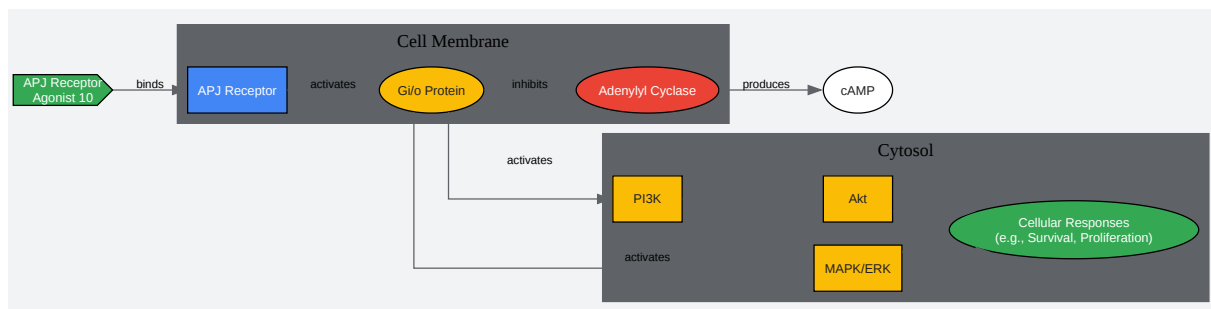 Cell Membrane
APJ Receptor
Agonist 10
binds
APJ Receptor
activates
Gi/o Protein
inhibits
Adenylyl Cyclase
produces
cAMP
Cytosol
activates
PI3K
Akt
Cellular Responses
(e.g., Survival, Proliferation)
activates
MAPK/ERK